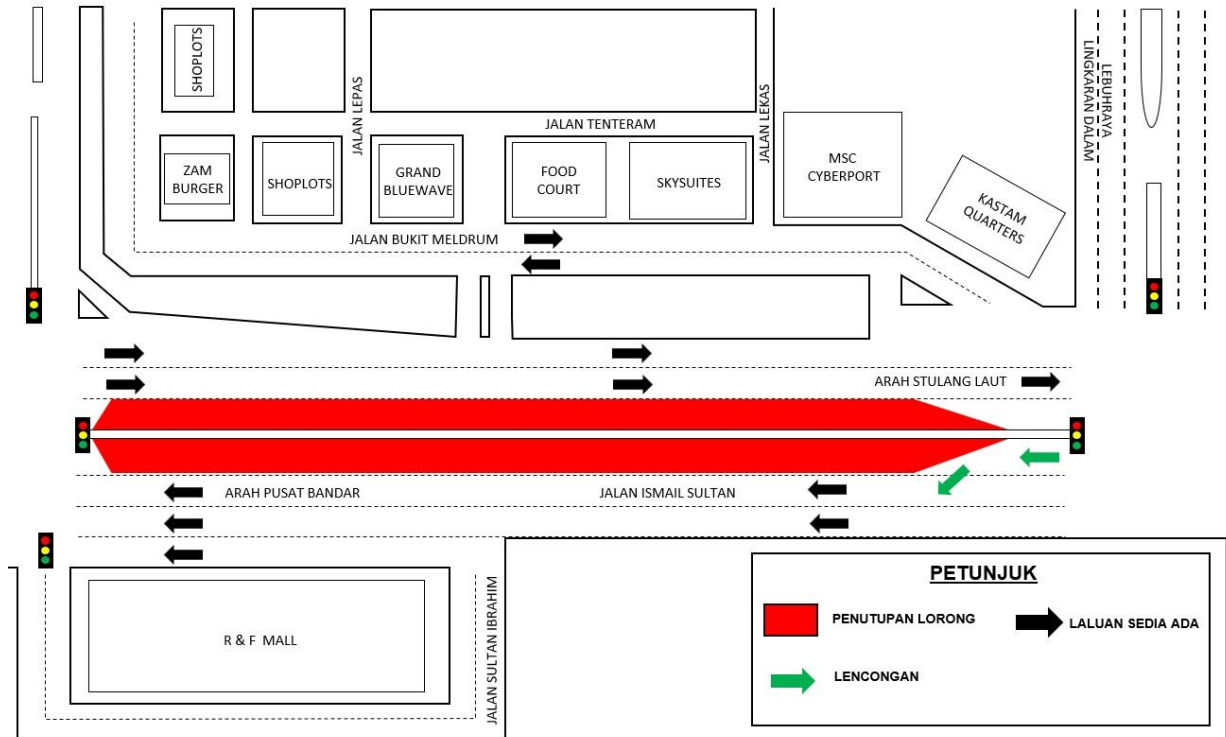 SHOPLOTS
JALAN LEPAS
JALAN TENTERAM
JALAN LEKAS
LEBUHRAYA
LINGKARAN DALAM
ZAM
BURGER
SHOPLOTS
GRAND
BLUEWAVE
FOOD
COURT
SKYSUITES
MSC
CYBERPORT
KASTAM
QUARTERS
JALAN BUKIT MELDRUM
ARAH STULANG LAUT
ARAH PUSAT BANDAR
JALAN ISMAIL SULTAN
R & F MALL
JALAN SULTAN IBRAHIM
PETUNJUK
PENUTUPAN LORONG
LALUAN SEDIA ADA
LENCONGAN